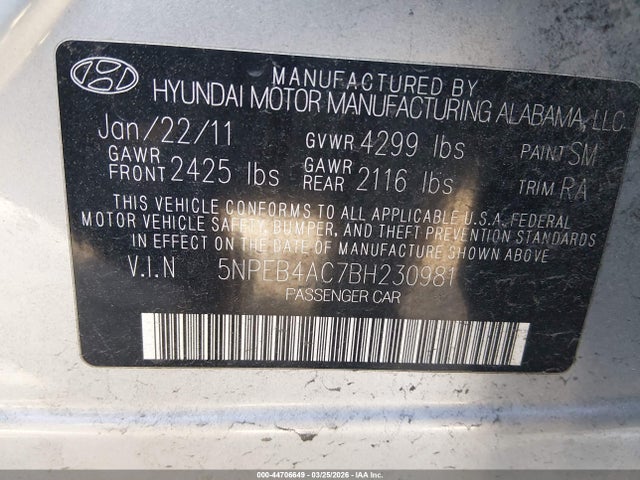 MANUFACTURED BY
HYUNDAI MOTOR MANUFACTURING ALABAMA, LLC
Jan/22/11 GVWR 4299 lbs PAINT SM
GAWR FRONT 2425 lbs GAWR REAR 2116 lbs TRIM RA
THIS VEHICLE CONFORMS TO ALL APPLICABLE U.S.A. FEDERAL
MOTOR VEHICLE SAFETY, BUMPER, AND THEFT PREVENTION STANDARDS
IN EFFECT ON THE DATE OF MANUFACTURE SHOWN ABOVE.
V.I.N 5NPEB4AC7BH230981
PASSENGER CAR
000-44706649 | 03/25/2026 | IAA Inc.